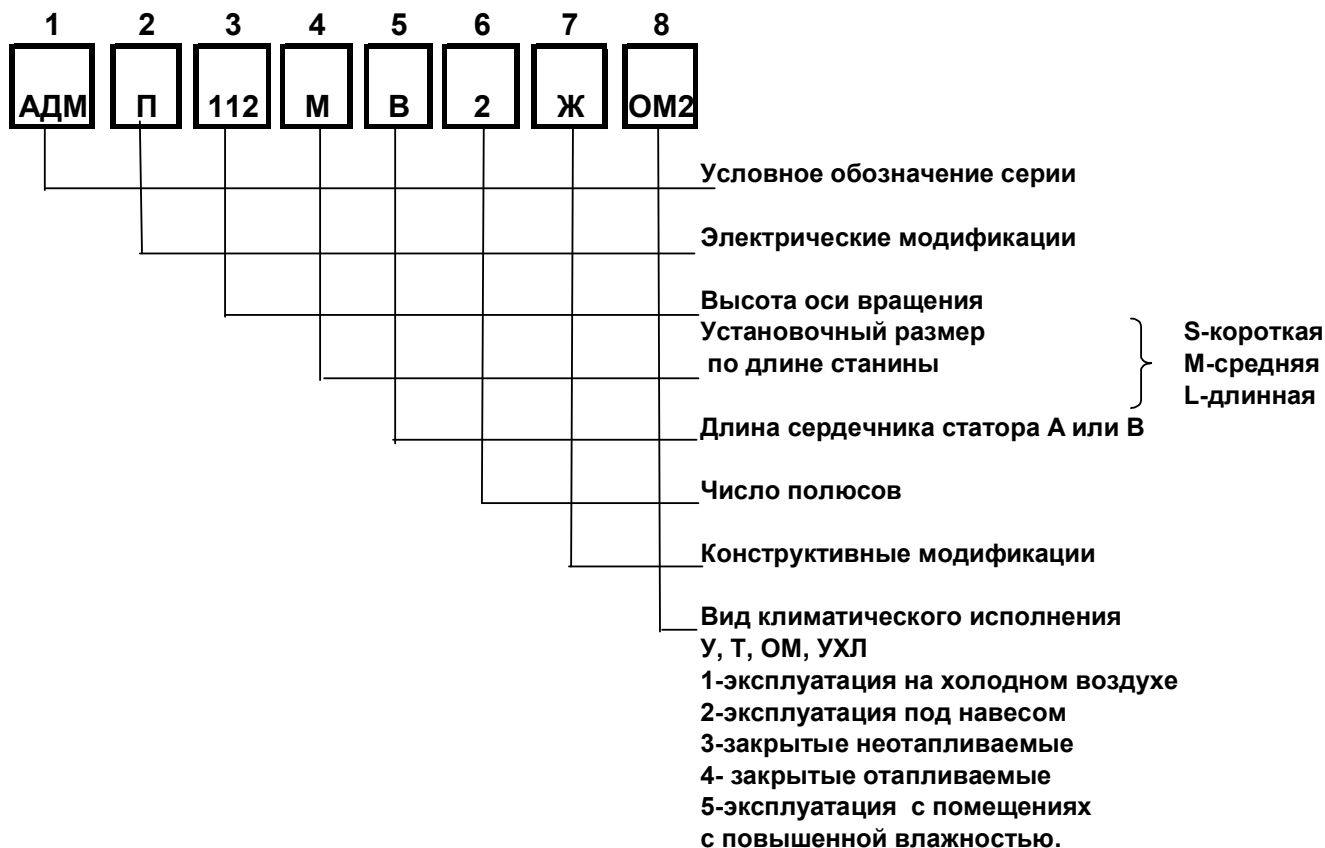 1 2 3 4 5 6 7 8
АДМ П 112 М В 2 Ж ОМ2
Условное обозначение серии
Электрические модификации
Высота оси вращения
Установочный размер
по длине станины
S-короткая
М-средняя
L-длинная
Длина сердечника статора А или В
Число полюсов
Конструктивные модификации
Вид климатического исполнения
У, Т, ОМ, УХЛ
1-эксплуатация на холодном воздухе
2-эксплуатация под навесом
3-закрытые неотапливаемые
4- закрытые отапливаемые
5-эксплуатация с помещениях
с повышенной влажностью.